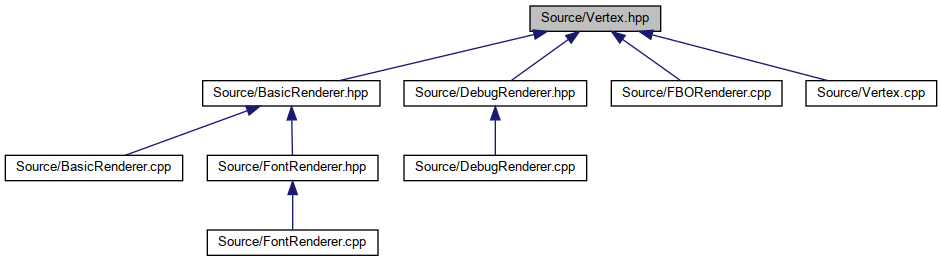 Source/Vertex.hpp
Source/BasicRenderer.hpp
Source/DebugRenderer.hpp
Source/FBORenderer.cpp
Source/Vertex.cpp
Source/BasicRenderer.cpp
Source/FontRenderer.hpp
Source/DebugRenderer.cpp
Source/FontRenderer.cpp